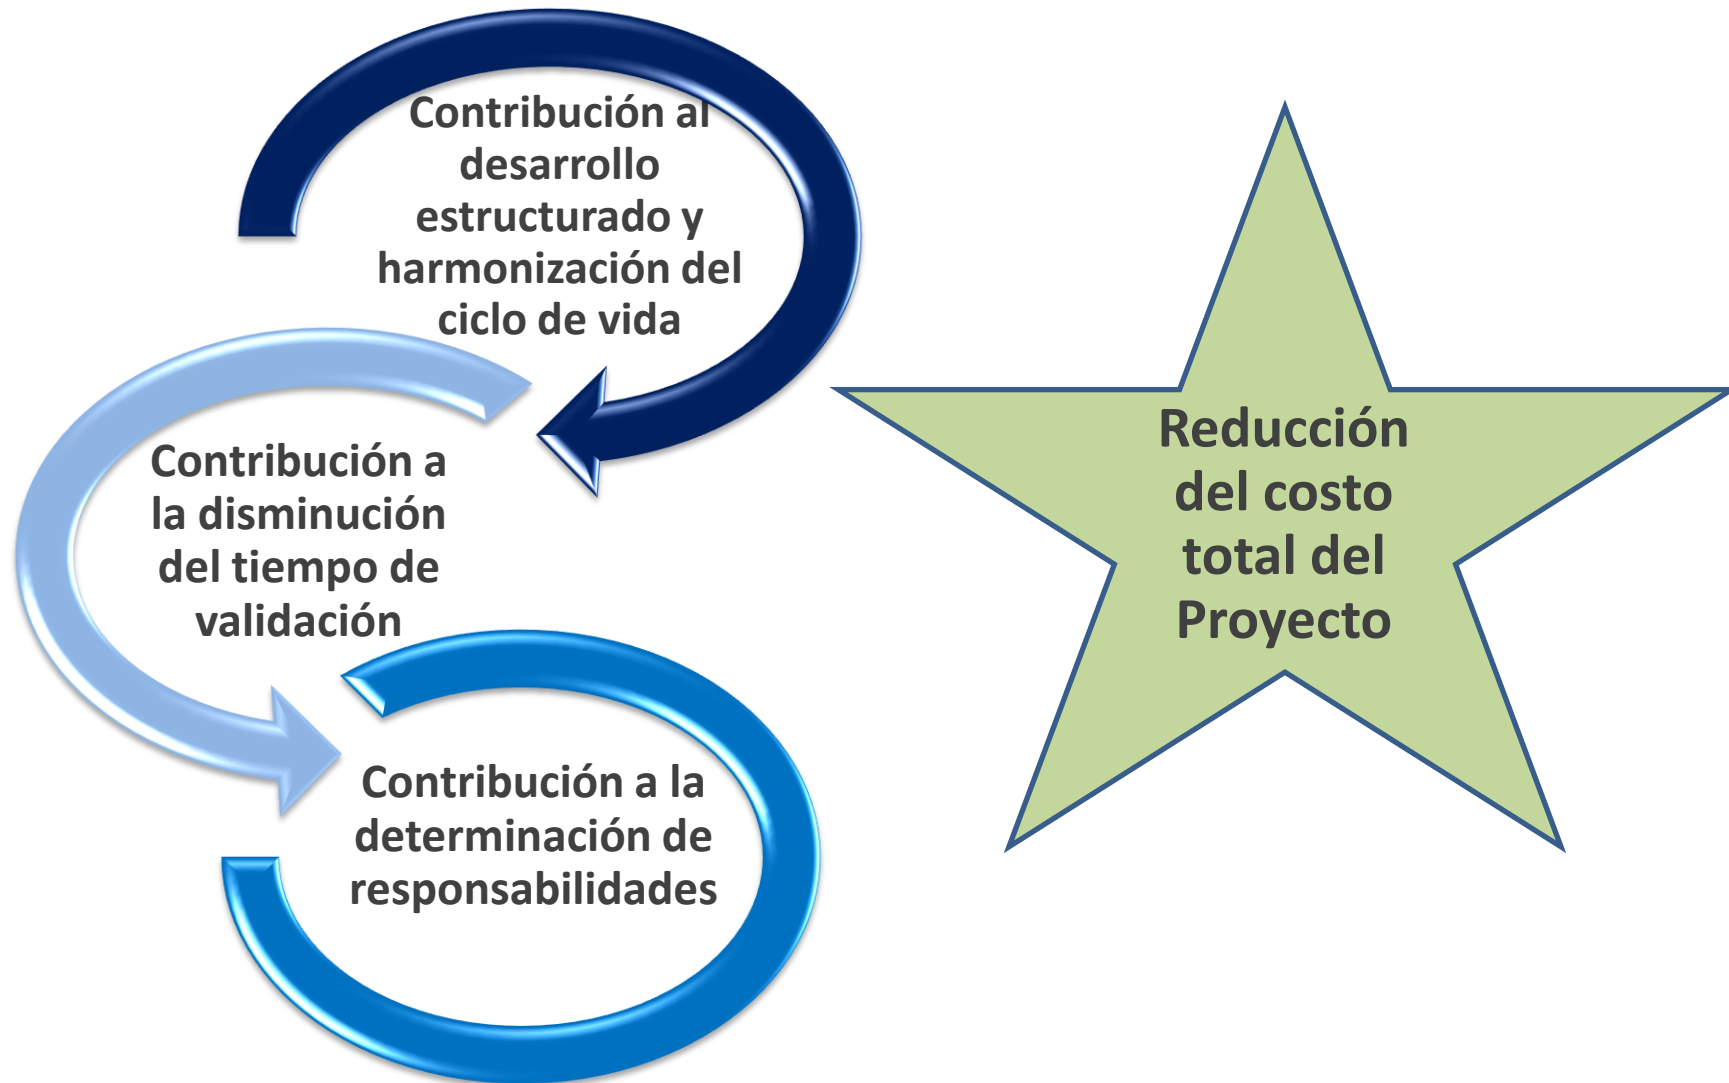 Contribución al
desarrollo
estructurado y
harmonización del
ciclo de vida
Contribución a
la disminución
del tiempo de
validación
Contribución a la
determinación de
responsabilidades
Reducción
del costo
total del
Proyecto